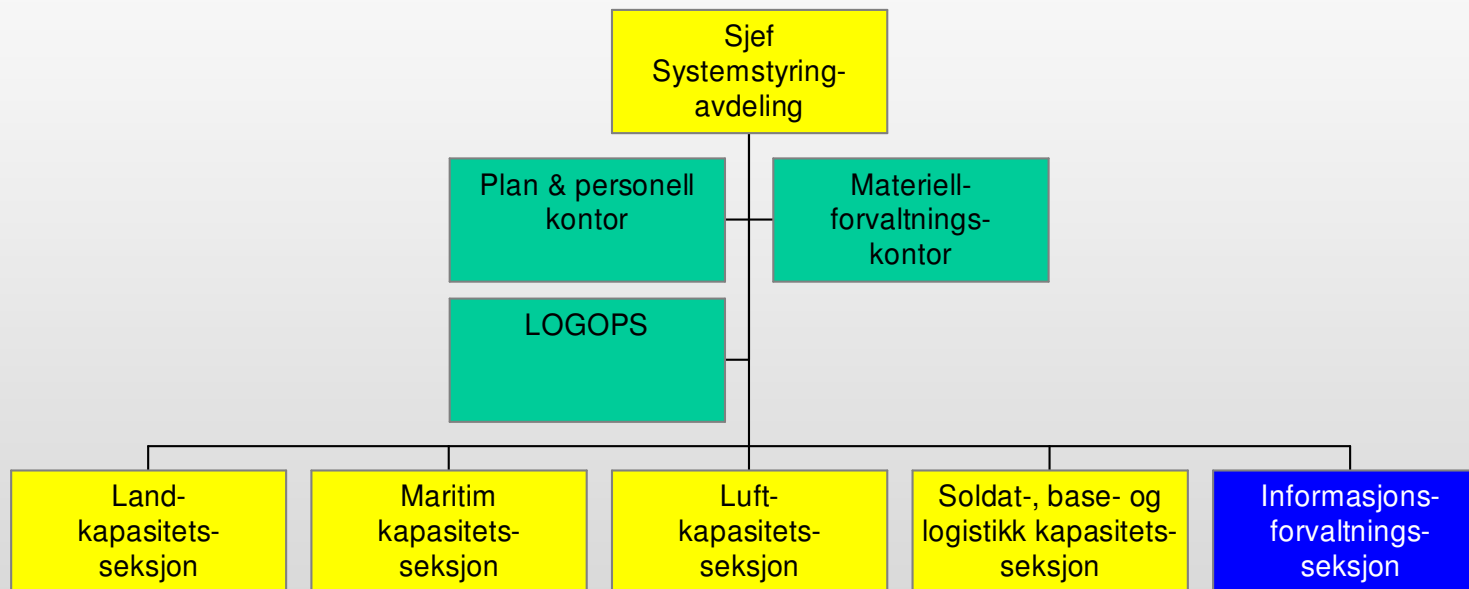 Sjef
Systemstyring-
avdeling
Plan & personell
kontor
Materiell-
forvaltnings-
kontor
LOGOPS
Land-
kapasitets-
seksjon
Maritim
kapasitets-
seksjon
Luft-
kapasitets-
seksjon
Soldat-, base- og
logistikk kapasitets-
seksjon
Informasjons-
forvaltnings-
seksjon